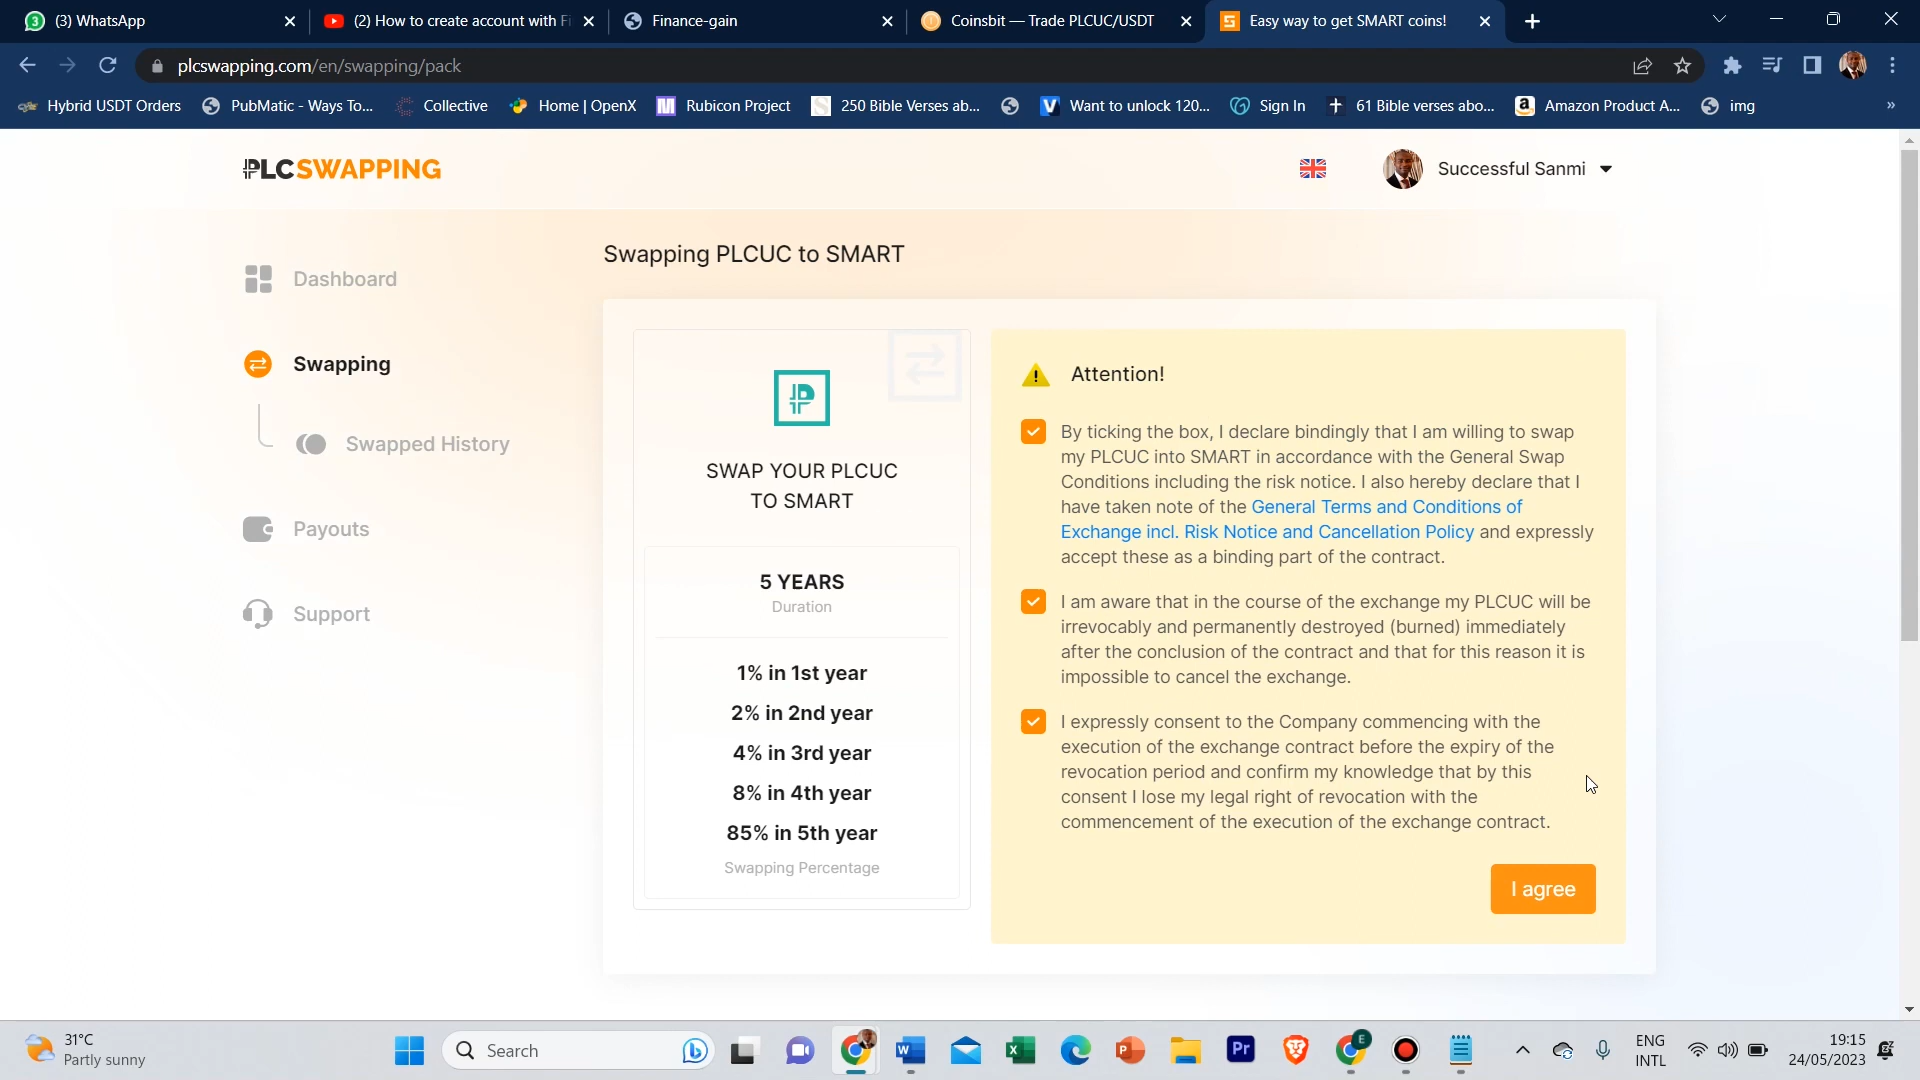 (3) WhatsApp
(2) How to create account with Fi
Finance-gain
Coinsbit — Trade PLCUC/USDT
Easy way to get SMART coins!
plcswapping.com/en/swapping/pack
Hybrid USDT Orders
PubMatic - Ways To...
Collective
Home | OpenX
Rubicon Project
250 Bible Verses ab...
Want to unlock 120...
Sign In
61 Bible verses abo...
Amazon Product A...
img
»
PLCSWAPPING
Successful Sanmi
Dashboard
Swapping
Swapped History
Payouts
Support
Swapping PLCUC to SMART
SWAP YOUR PLCUC
TO SMART
5 YEARS
Duration
1% in 1st year
2% in 2nd year
4% in 3rd year
8% in 4th year
85% in 5th year
Swapping Percentage
Attention!
By ticking the box, I declare bindingly that I am willing to swap
my PLCUC into SMART in accordance with the General Swap
Conditions including the risk notice. I also hereby declare that I
have taken note of the General Terms and Conditions of
Exchange incl. Risk Notice and Cancellation Policy and expressly
accept these as a binding part of the contract.
I am aware that in the course of the exchange my PLCUC will be
irrevocably and permanently destroyed (burned) immediately
after the conclusion of the contract and that for this reason it is
impossible to cancel the exchange.
I expressly consent to the Company commencing with the
execution of the exchange contract before the expiry of the
revocation period and confirm my knowledge that by this
consent I lose my legal right of revocation with the
commencement of the execution of the exchange contract.
I agree
31°C
Partly sunny
Search
ENG
INTL
19:15
24/05/2023